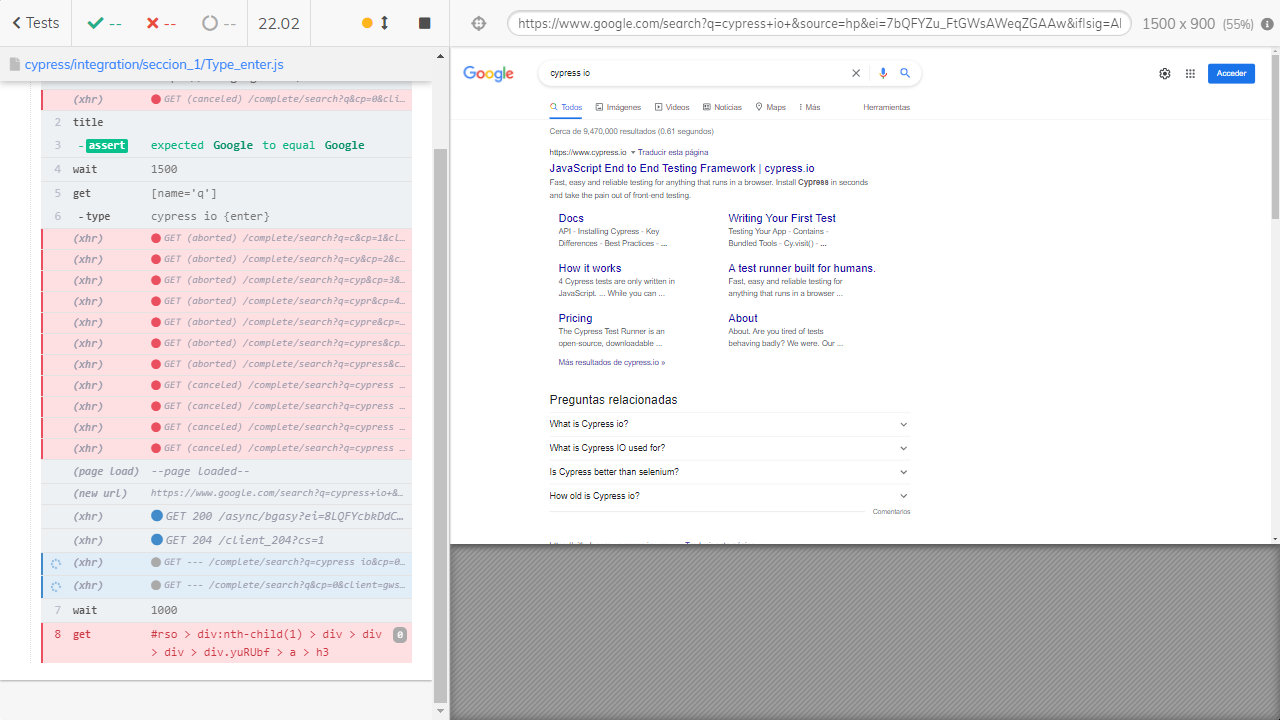 Tests
--
--
--
22.02
https://www.google.com/search?q=cypress+io+&source=hp&ei=7bQFYZu_FtGWsAWeqZGAAw&iflsig=Al
1500 x 900 (55%)
cypress/integration/seccion_1/Type_enter.js
(xhr) GET (canceled) /complete/search?q&cp=0&cli...
2 title
3 -assert expected Google to equal Google
4 wait 1500
5 get [name='q']
6 -type cypress io {enter}
(xhr) GET (aborted) /complete/search?q=c&cp=1&cl...
(xhr) GET (aborted) /complete/search?q=cy&cp=2&c...
(xhr) GET (aborted) /complete/search?q=cyp&cp=3&...
(xhr) GET (aborted) /complete/search?q=cypr&cp=4...
(xhr) GET (aborted) /complete/search?q=cypre&cp=...
(xhr) GET (aborted) /complete/search?q=cypres&cp...
(xhr) GET (aborted) /complete/search?q=cypress&c...
(xhr) GET (canceled) /complete/search?q=cypress ...
(xhr) GET (canceled) /complete/search?q=cypress ...
(xhr) GET (canceled) /complete/search?q=cypress ...
(xhr) GET (canceled) /complete/search?q=cypress ...
(page load) --page loaded--
(new url) https://www.google.com/search?q=cypress+io+&...
(xhr) GET 200 /async/bgasy?ei=8LQFYcbkDdC...
(xhr) GET 204 /client_204?cs=1
(xhr) GET --- /complete/search?q=cypress io&cp=0...
(xhr) GET --- /complete/search?q&cp=0&client=gws...
7 wait 1000
8 get #rso > div:nth-child(1) > div > div 0
> div > div.yuRUbf > a > h3
Google
cypress io
Acceder
Todos Imágenes Videos Noticias Maps Más Herramientas
Cerca de 9,470,000 resultados (0.61 segundos)
https://www.cypress.io Traducir esta página
JavaScript End to End Testing Framework | cypress.io
Fast, easy and reliable testing for anything that runs in a browser. Install Cypress in seconds
and take the pain out of front-end testing.
Docs
API - Installing Cypress - Key
Differences - Best Practices - ...
Writing Your First Test
Testing Your App - Contains -
Bundled Tools - Cy.visit() - ...
How it works
4 Cypress tests are only written in
JavaScript. ... While you can ...
A test runner built for humans.
Fast, easy and reliable testing for
anything that runs in a browser ...
Pricing
The Cypress Test Runner is an
open-source, downloadable ...
About
About. Are you tired of tests
behaving badly? We were. Our ...
Más resultados de cypress.io »
Preguntas relacionadas
What is Cypress io?
What is Cypress IO used for?
Is Cypress better than selenium?
How old is Cypress io?
Comentarios